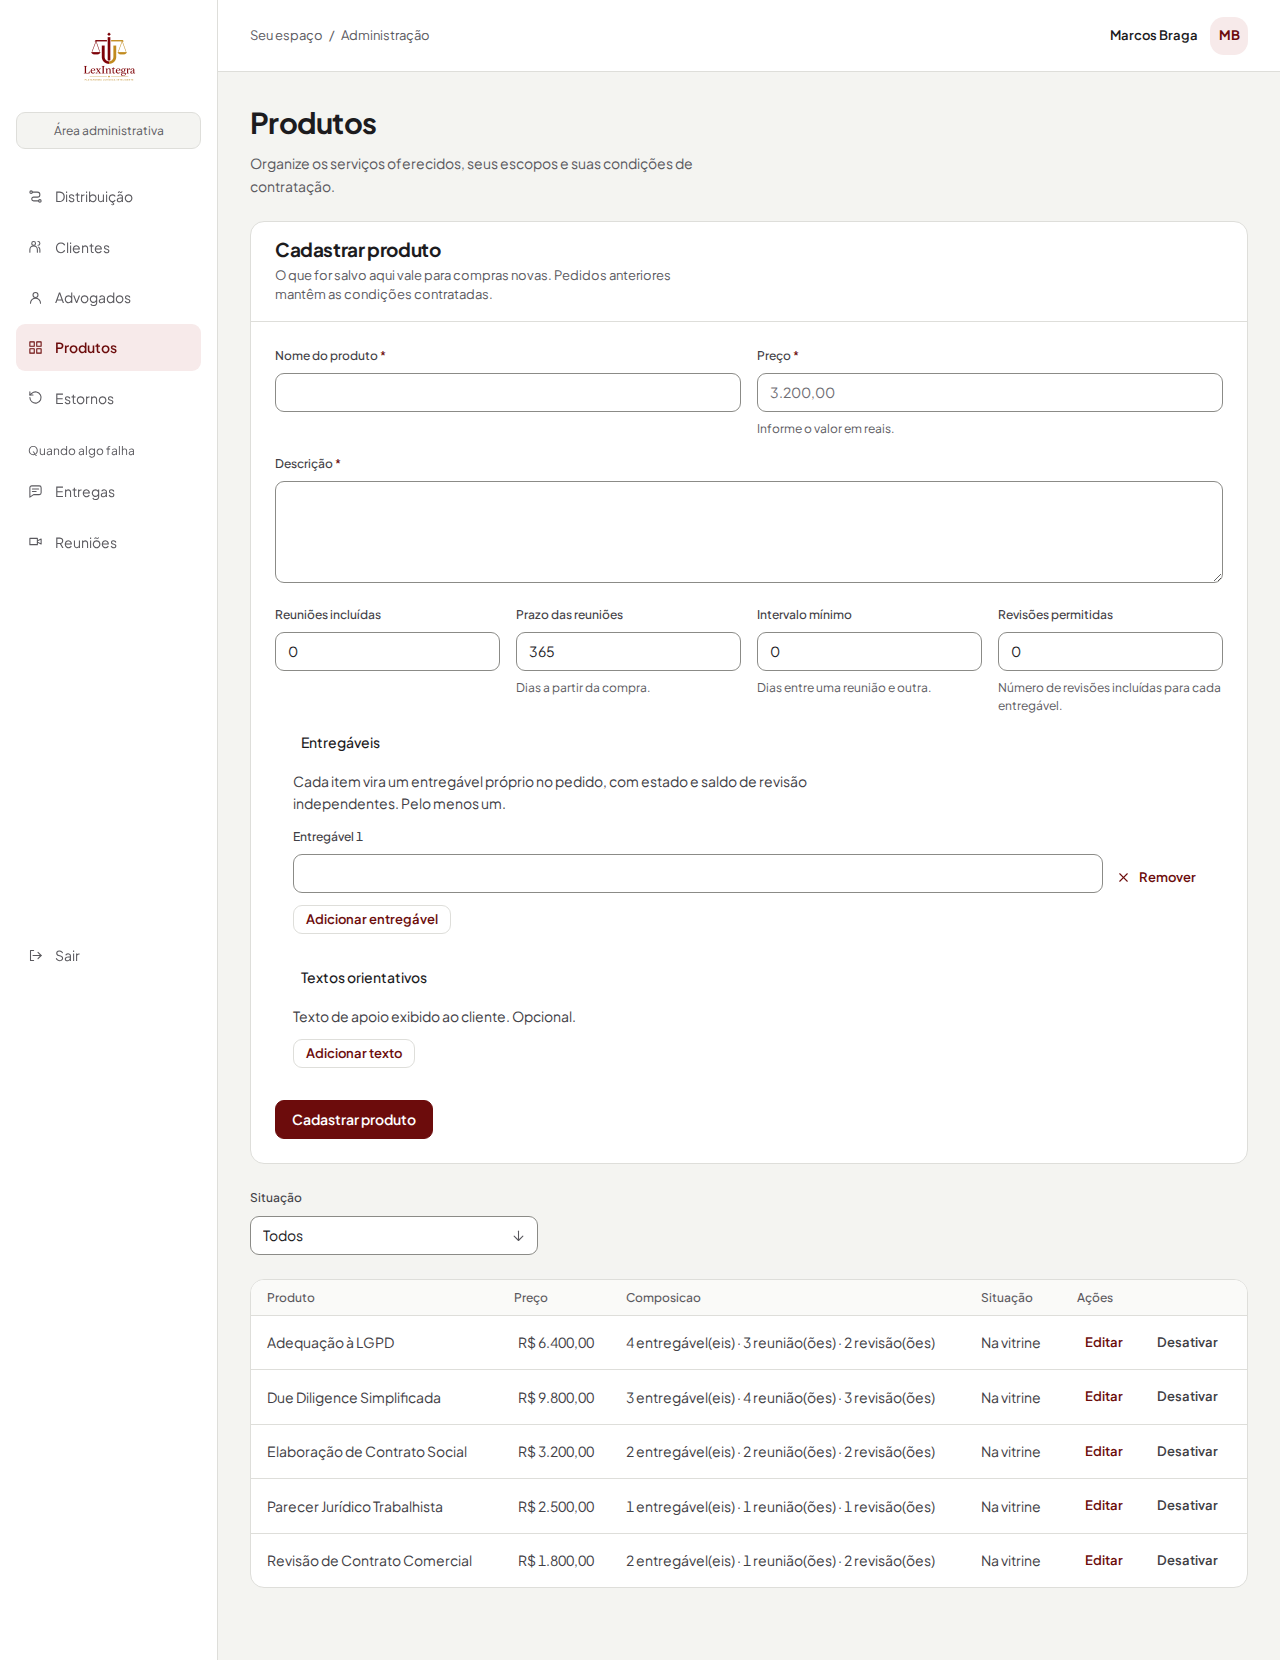 LexIntegra
Área administrativa
Distribuição
Clientes
Advogados
Produtos
Estornos
Quando algo falha
Entregas
Reuniões
Sair
Seu espaço / Administração
Marcos Braga MB
Produtos
Organize os serviços oferecidos, seus escopos e suas condições de
contratação.
Cadastrar produto
O que for salvo aqui vale para compras novas. Pedidos anteriores
mantêm as condições contratadas.
Nome do produto * Preço *
3.200,00
Informe o valor em reais.
Descrição *
Reuniões incluídas Prazo das reuniões Intervalo mínimo Revisões permitidas
0 365 0 0
Dias a partir da compra. Dias entre uma reunião e outra. Número de revisões incluídas para cada
entregável.
Entregáveis
Cada item vira um entregável próprio no pedido, com estado e saldo de revisão
independentes. Pelo menos um.
Entregável 1
Remover
Adicionar entregável
Textos orientativos
Texto de apoio exibido ao cliente. Opcional.
Adicionar texto
Cadastrar produto
Situação
Todos
Produto Preço Composicao Situação Ações
Adequação à LGPD R$ 6.400,00 4 entregável(eis) · 3 reunião(ões) · 2 revisão(ões) Na vitrine Editar Desativar
Due Diligence Simplificada R$ 9.800,00 3 entregável(eis) · 4 reunião(ões) · 3 revisão(ões) Na vitrine Editar Desativar
Elaboração de Contrato Social R$ 3.200,00 2 entregável(eis) · 2 reunião(ões) · 2 revisão(ões) Na vitrine Editar Desativar
Parecer Jurídico Trabalhista R$ 2.500,00 1 entregável(eis) · 1 reunião(ões) · 1 revisão(ões) Na vitrine Editar Desativar
Revisão de Contrato Comercial R$ 1.800,00 2 entregável(eis) · 1 reunião(ões) · 2 revisão(ões) Na vitrine Editar Desativar